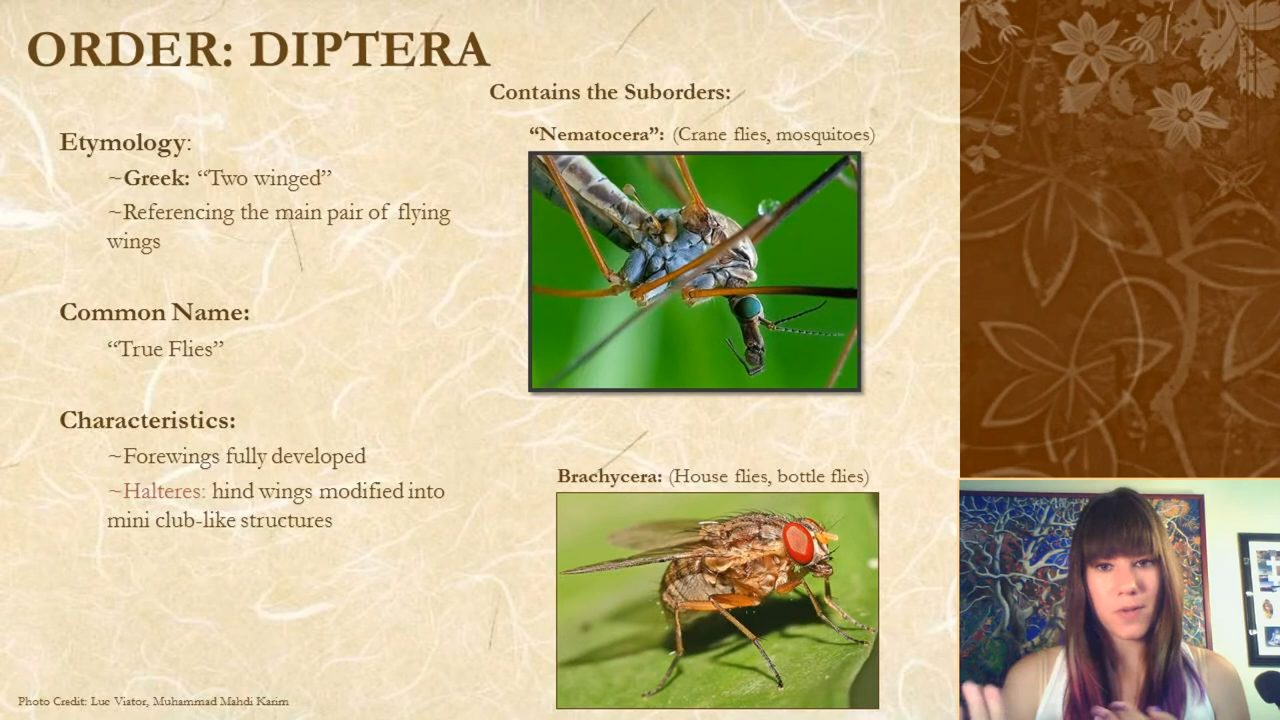 ORDER: DIPTERA
Etymology:
~Greek: “Two winged”
~Referencing the main pair of flying
wings
Common Name:
“True Flies”
Characteristics:
~Forewings fully developed
~Halteres: hind wings modified into
mini club-like structures
Contains the Suborders:
“Nematocera”: (Crane flies, mosquitoes)
Brachycera: (House flies, bottle flies)
Photo Credit: Luc Viator, Muhammad Mahdi Karim